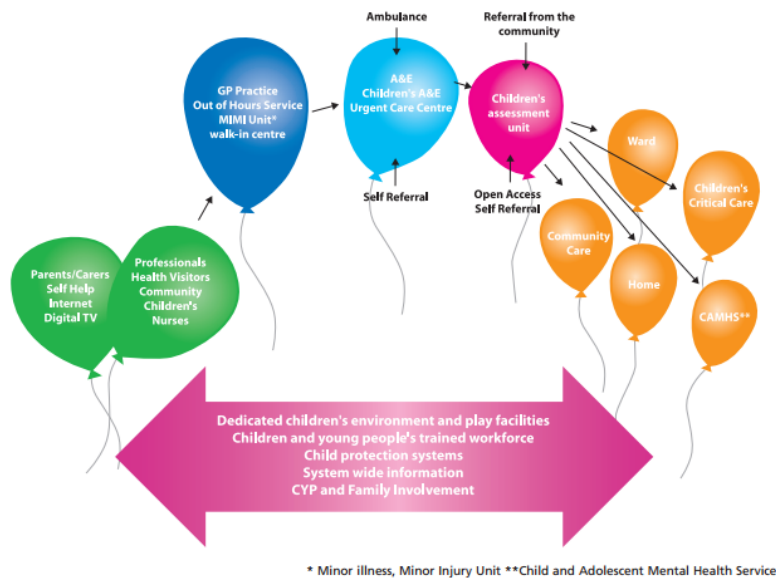 Ambulance
Referral from the
community
GP Practice
Out of Hours Service
MIMI Unit*
walk-in centre
A&E
Children's A&E
Urgent Care Centre
Children's
assessment
unit
Ward
Children's
Critical Care
Self Referral
Open Access
Self Referral
Community
Care
Home
CAMHS**
Parents/Carers
Self Help
Internet
Digital TV
Professionals
Health Visitors
Community
Children's
Nurses
Dedicated children's environment and play facilities
Children and young people's trained workforce
Child protection systems
System wide information
CYP and Family Involvement
* Minor illness, Minor Injury Unit **Child and Adolescent Mental Health Service